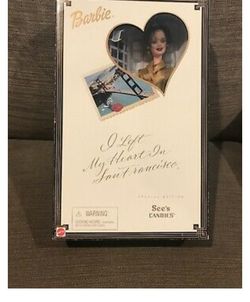 Barbie
I Left
My Heart In
San Francisco
SPECIAL EDITION
See's
CANDIES
WARNING: